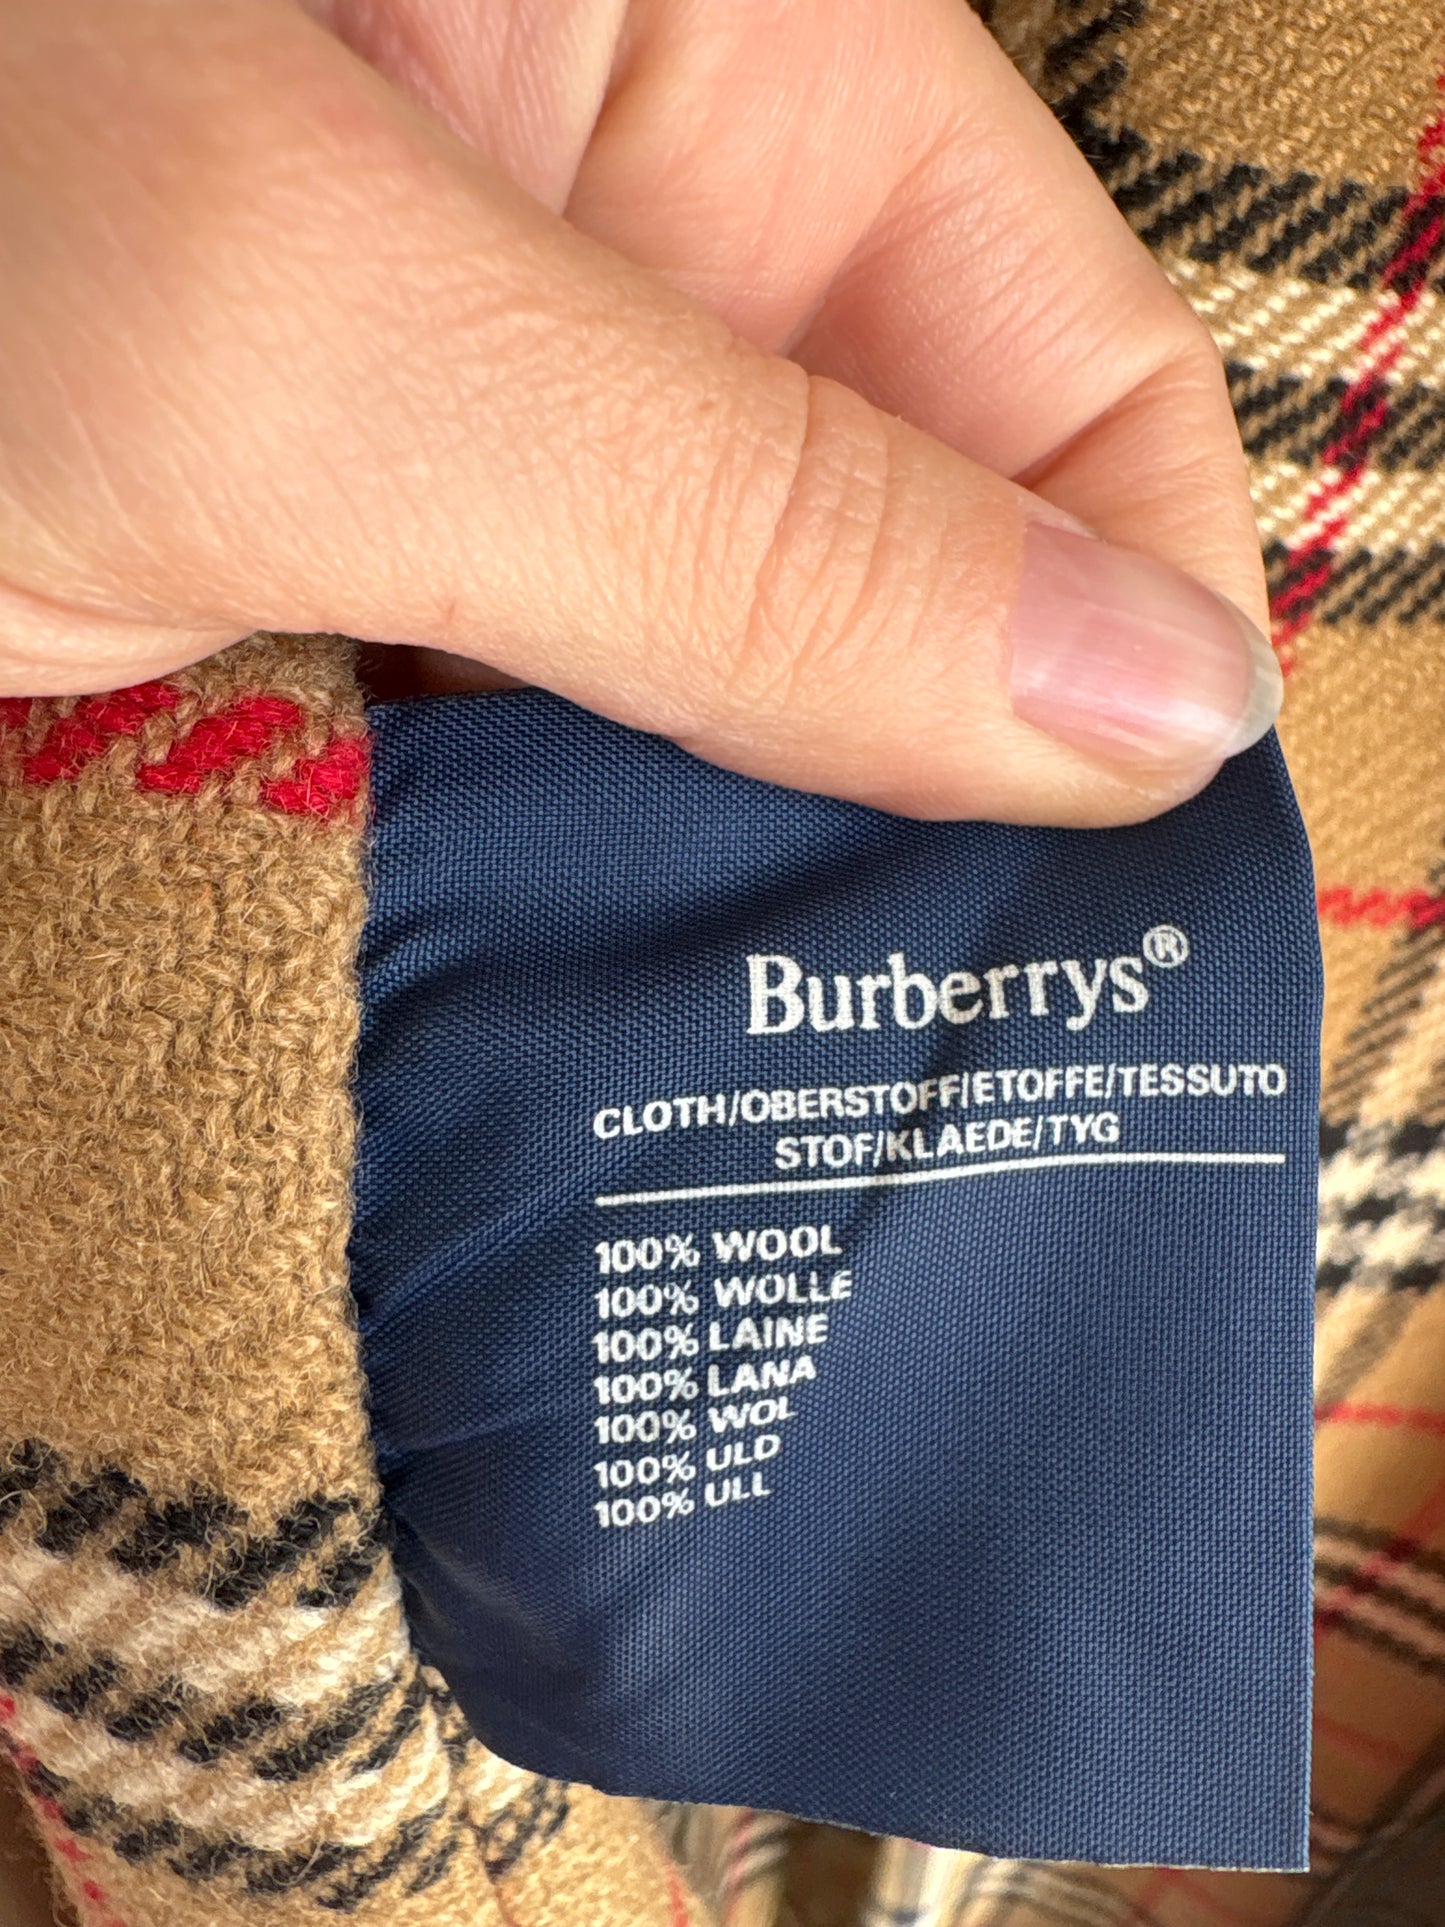 Burberrys®
CLOTH/OBERSTOFF/ETOFFE/TESSUTO
STOF/KLAEDE/TYG
100% WOOL
100% WOLLE
100% LAINE
100% LANA
100% WOL
100% ULD
100% ULL